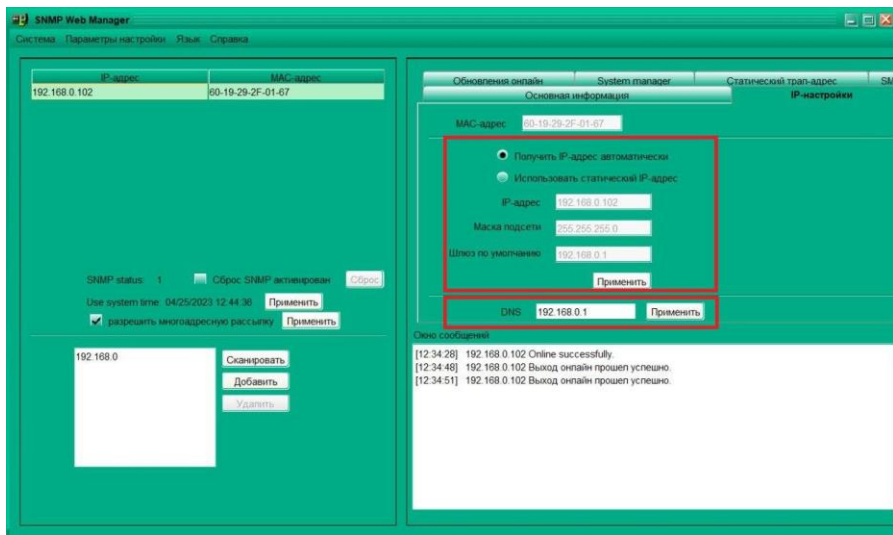 SNMP Web Manager
Система Параметры настройки Язык Справка
IP-адрес MAC-адрес
192.168.0.102 60-19-29-2F-01-67
SNMP status: 1 Сброс SNMP активирован Сброс
Use system time: 04/25/2023 12:44:36 Применить
разрешить многоадресную рассылку Применить
192.168.0
Сканировать
Добавить
Удалить
Обновления онлайн System manager Статический трап-адрес SM
Основная информация IP-настройки
MAC-адрес 60-19-29-2F-01-67
Получить IP-адрес автоматически
Использовать статический IP-адрес
IP-адрес 192.168.0.102
Маска подсети 255.255.255.0
Шлюз по умолчанию 192.168.0.1
Применить
DNS 192.168.0.1 Применить
Окно сообщений
[12:34:28] 192.168.0.102 Online successfully.
[12:34:48] 192.168.0.102 Выход онлайн прошел успешно.
[12:34:51] 192.168.0.102 Выход онлайн прошел успешно.